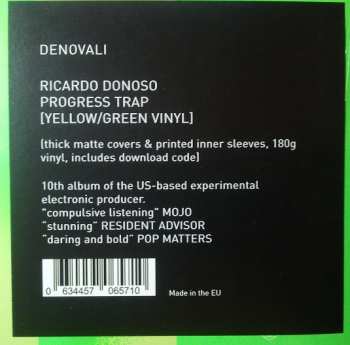 DENOVALI
RICARDO DONOSO
PROGRESS TRAP
[YELLOW/GREEN VINYL]
(thick matte covers & printed inner sleeves, 180g
vinyl, includes download code)
10th album of the US-based experimental
electronic producer.
"compulsive listening" MOJO
"stunning" RESIDENT ADVISOR
"daring and bold" POP MATTERS
0 634457 065710
Made in the EU